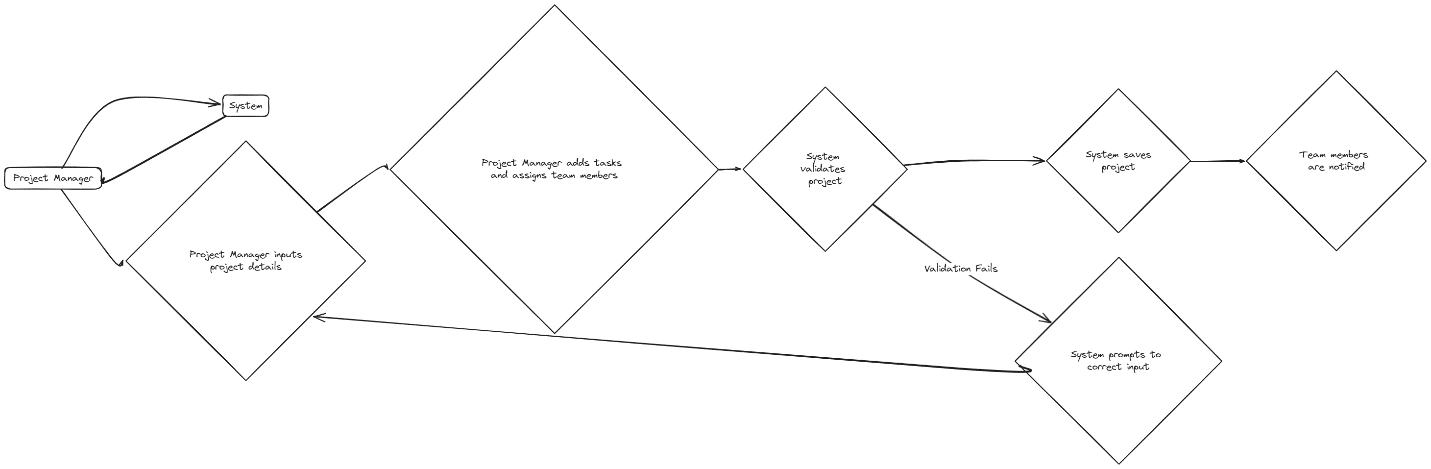 System
Project Manager
Project Manager inputs
project details
Project Manager adds tasks
and assigns team members
System
validates
project
Validation Fails
System saves
project
Team members
are notified
System prompts to
correct input